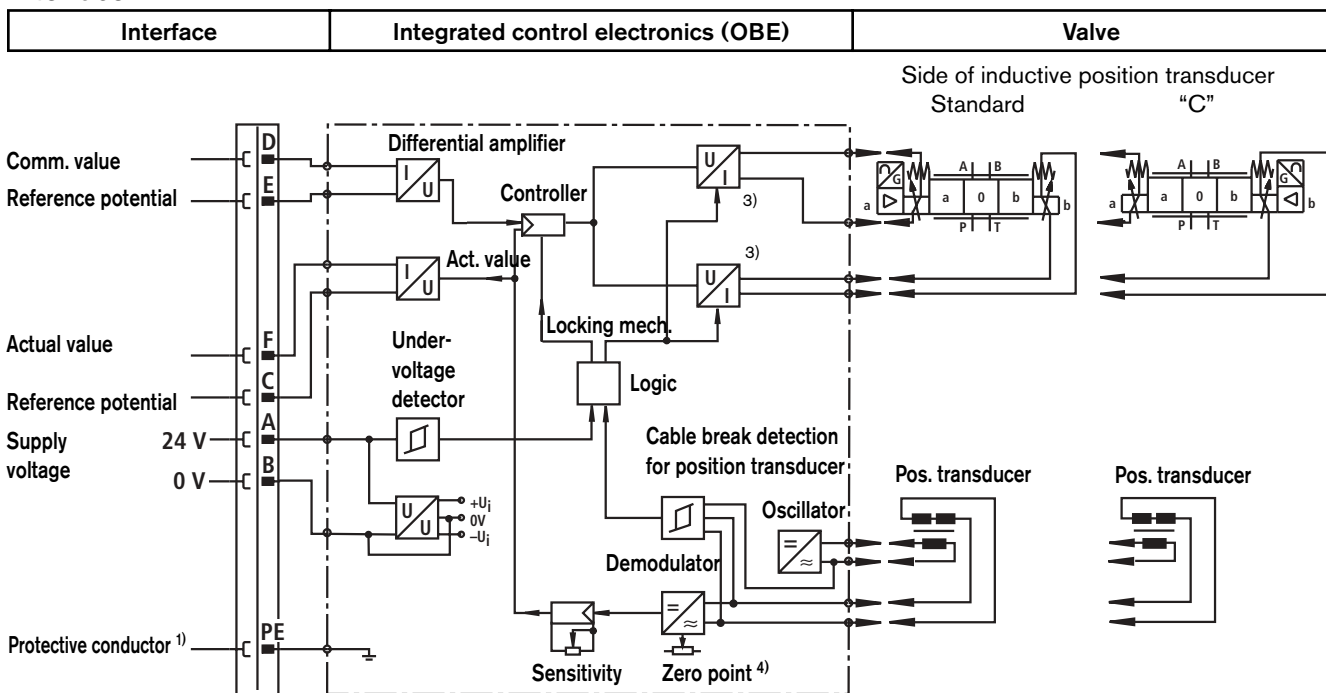 Interface
Integrated control electronics (OBE)
Valve
Side of inductive position transducer
Standard
“C”
D
Comm. value
E
Reference potential
Differential amplifier
I
U
Controller
U
I
3)
A B
G
a
a 0 b
b
P T
A B
G
a
a 0 b
b
P T
Act. value
I
U
3)
U
I
Locking mech.
Actual value
F
C
Reference potential
Under-
voltage
detector
Logic
Supply
voltage
24 V
A
0 V
B
U
U
+Ui
0V
–Ui
Cable break detection
for position transducer
Oscillator
=
≈
Pos. transducer
Pos. transducer
Demodulator
=
≈
Protective conductor 1)
PE
Sensitivity
Zero point 4)